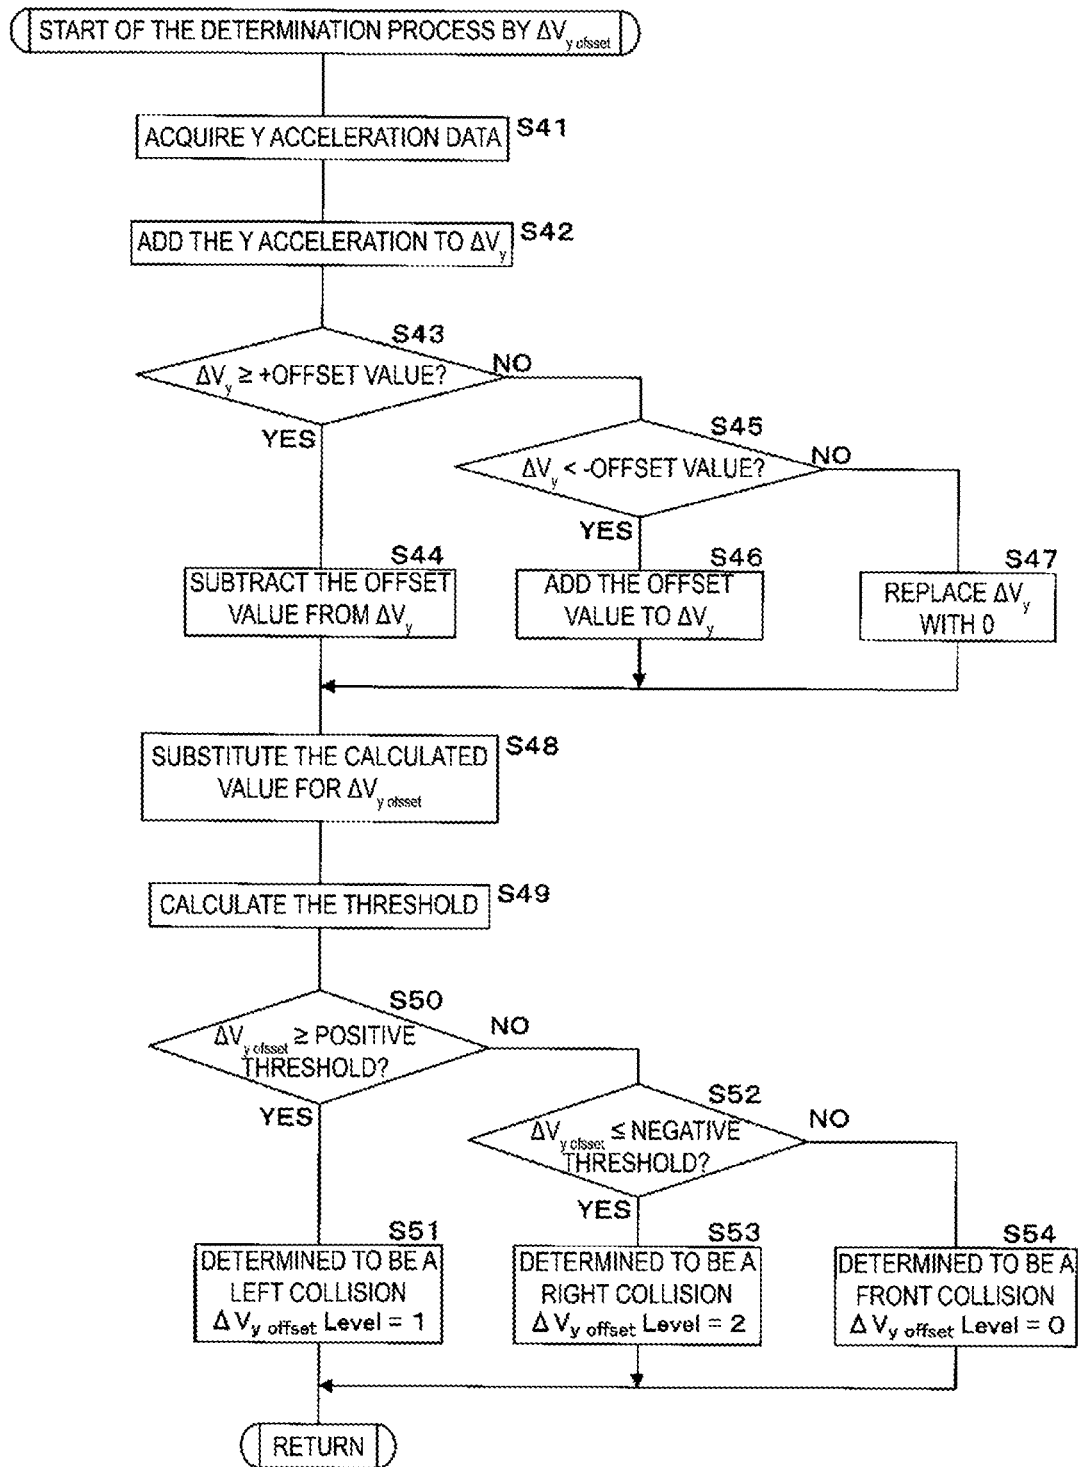 START OF THE DETERMINATION PROCESS BY ΔVy ofsset
ACQUIRE Y ACCELERATION DATA
S41
ADD THE Y ACCELERATION TO ΔVy
S42
S43
ΔVy ≥ +OFFSET VALUE?
NO
YES
S45
ΔVy < -OFFSET VALUE?
NO
YES
S44
SUBTRACT THE OFFSET
VALUE FROM ΔVy
S46
ADD THE OFFSET
VALUE TO ΔVy
S47
REPLACE ΔVy
WITH 0
SUBSTITUTE THE CALCULATED
VALUE FOR ΔVy ofsset
S48
CALCULATE THE THRESHOLD
S49
S50
ΔVy ofsset ≥ POSITIVE
THRESHOLD?
NO
YES
S52
ΔVy ofsset ≤ NEGATIVE
THRESHOLD?
NO
YES
S51
DETERMINED TO BE A
LEFT COLLISION
ΔVy offset Level = 1
S53
DETERMINED TO BE A
RIGHT COLLISION
ΔVy offset Level = 2
S54
DETERMINED TO BE A
FRONT COLLISION
ΔVy offset Level = 0
RETURN